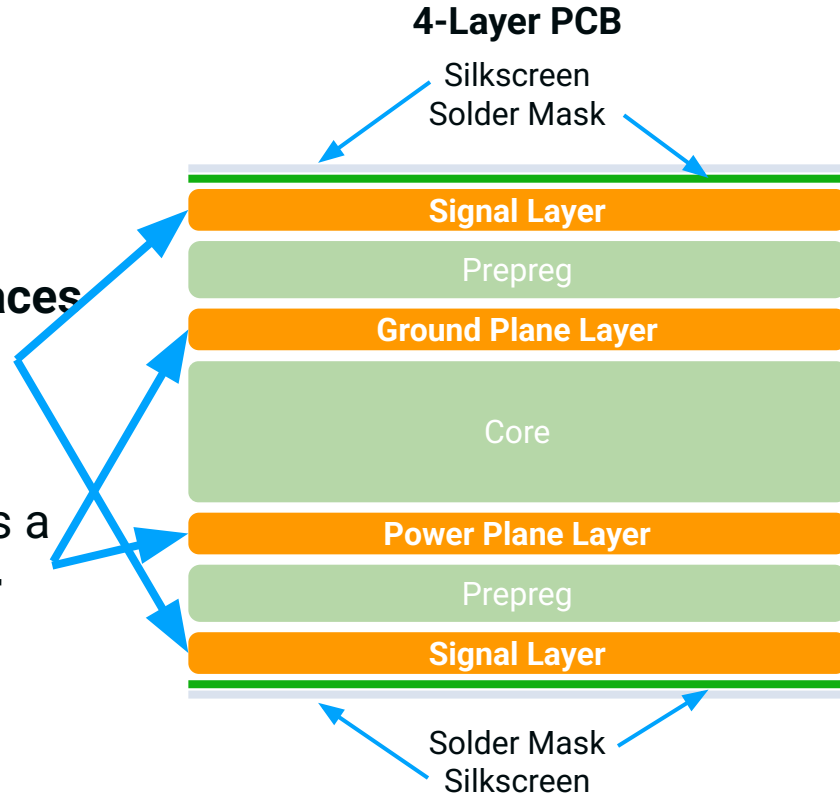 4-Layer PCB
Silkscreen
Solder Mask
Signal Layer
Prepreg
Ground Plane Layer
Core
s a
Power Plane Layer
Prepreg
Signal Layer
Solder Mask
Silkscreen